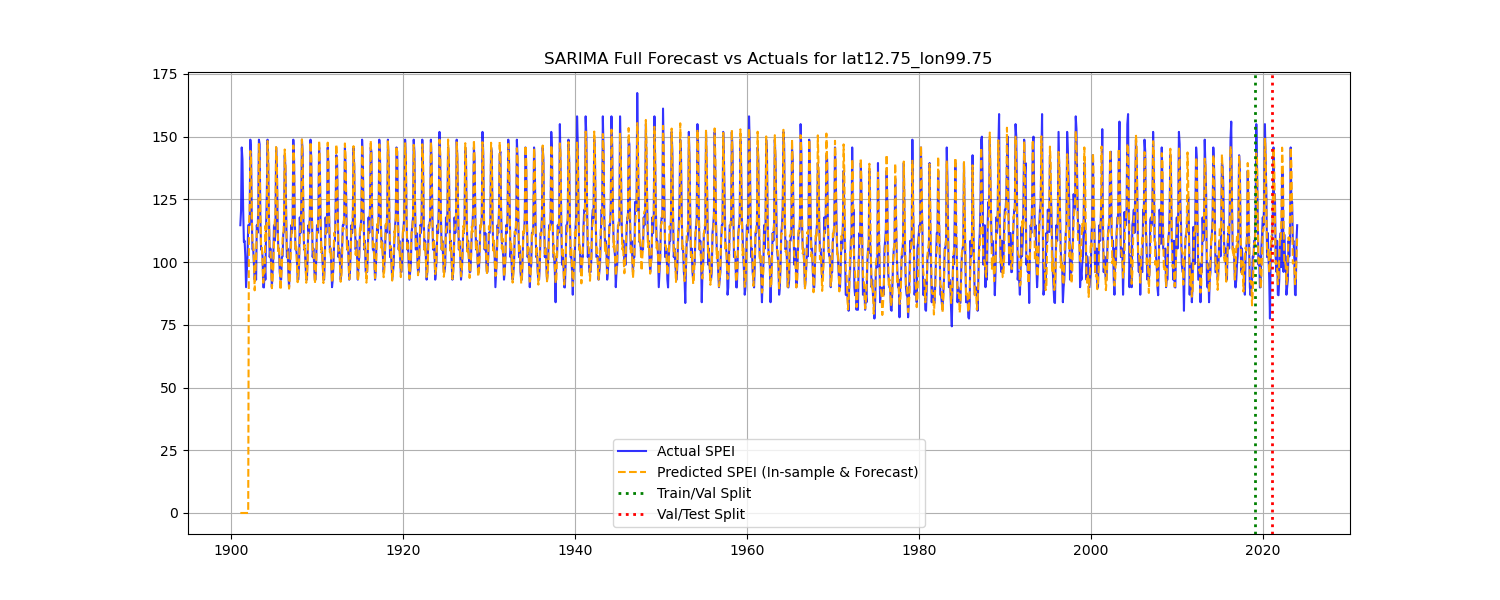 SARIMA Full Forecast vs Actuals for lat12.75_lon99.75
175
150
125
100
75
50
25
0
Actual SPEI
Predicted SPEI (In-sample & Forecast)
Train/Val Split
Val/Test Split
1900 1920 1940 1960 1980 2000 2020